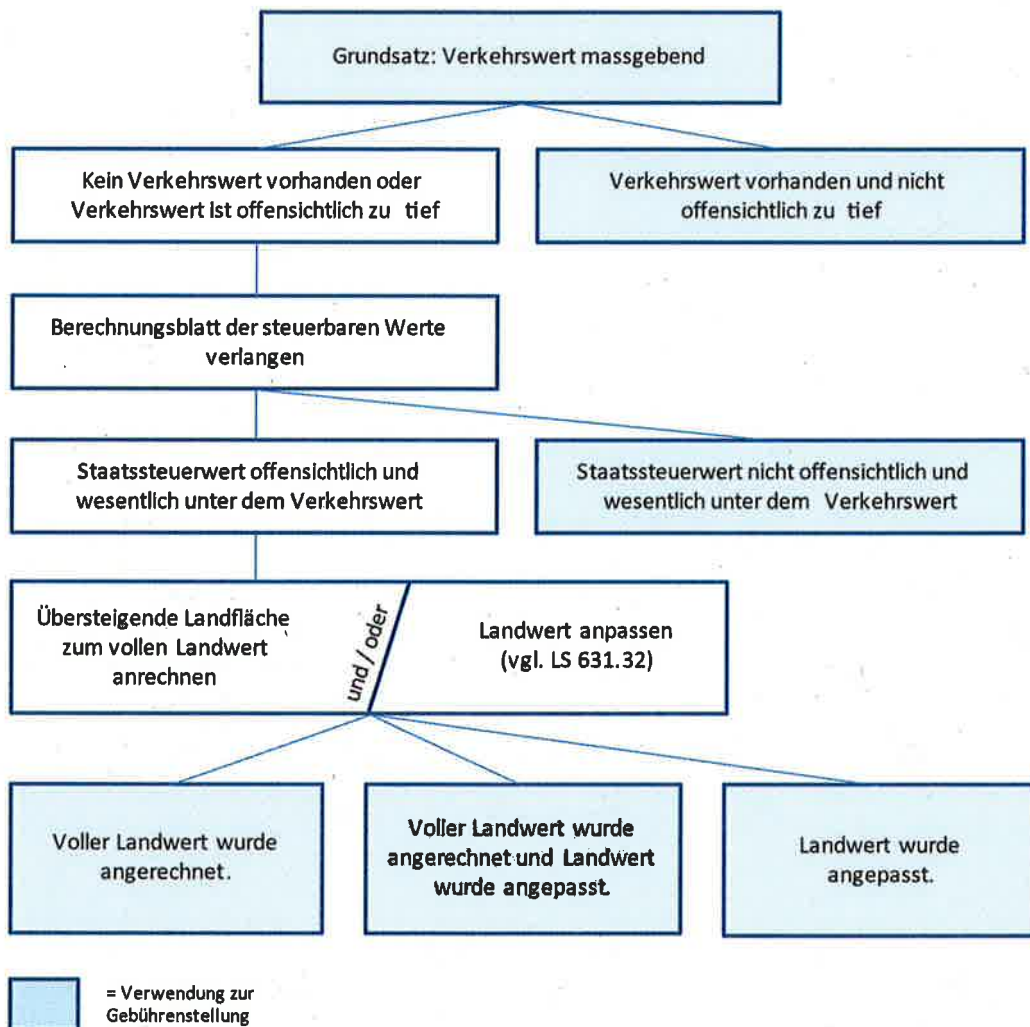 Grundsatz: Verkehrswert massgebend
Kein Verkehrswert vorhanden oder
Verkehrswert ist offensichtlich zu tief
Verkehrswert vorhanden und nicht
offensichtlich zu tief
Berechnungsblatt der steuerbaren Werte
verlangen
Staatssteuerwert offensichtlich und
wesentlich unter dem Verkehrswert
Staatssteuerwert nicht offensichtlich und
wesentlich unter dem Verkehrswert
Übersteigende Landfläche
zum vollen Landwert
anrechnen
und / oder
Landwert anpassen
(vgl. LS 631.32)
Voller Landwert wurde
angerechnet.
Voller Landwert wurde
angerechnet und Landwert
wurde angepasst.
Landwert wurde
angepasst.
= Verwendung zur
Gebührenstellung